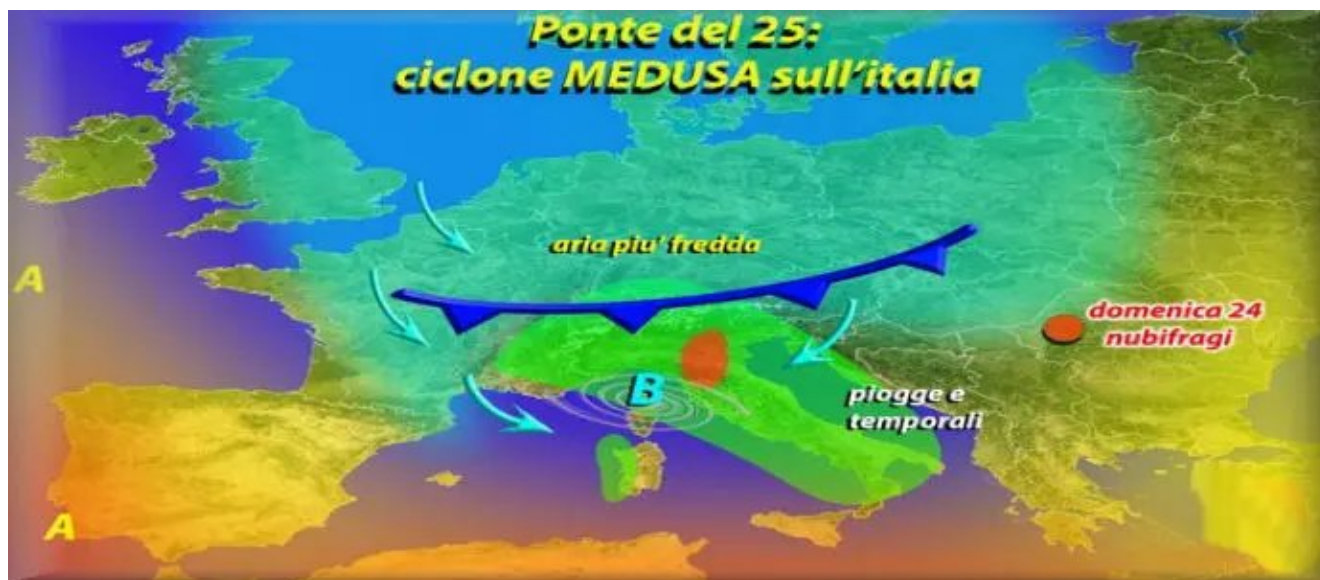 Ponte del 25:
ciclone MEDUSA sull'italia
aria piu' fredda
A
domenica 24
nubifragi
B
piogge e
temporali
A